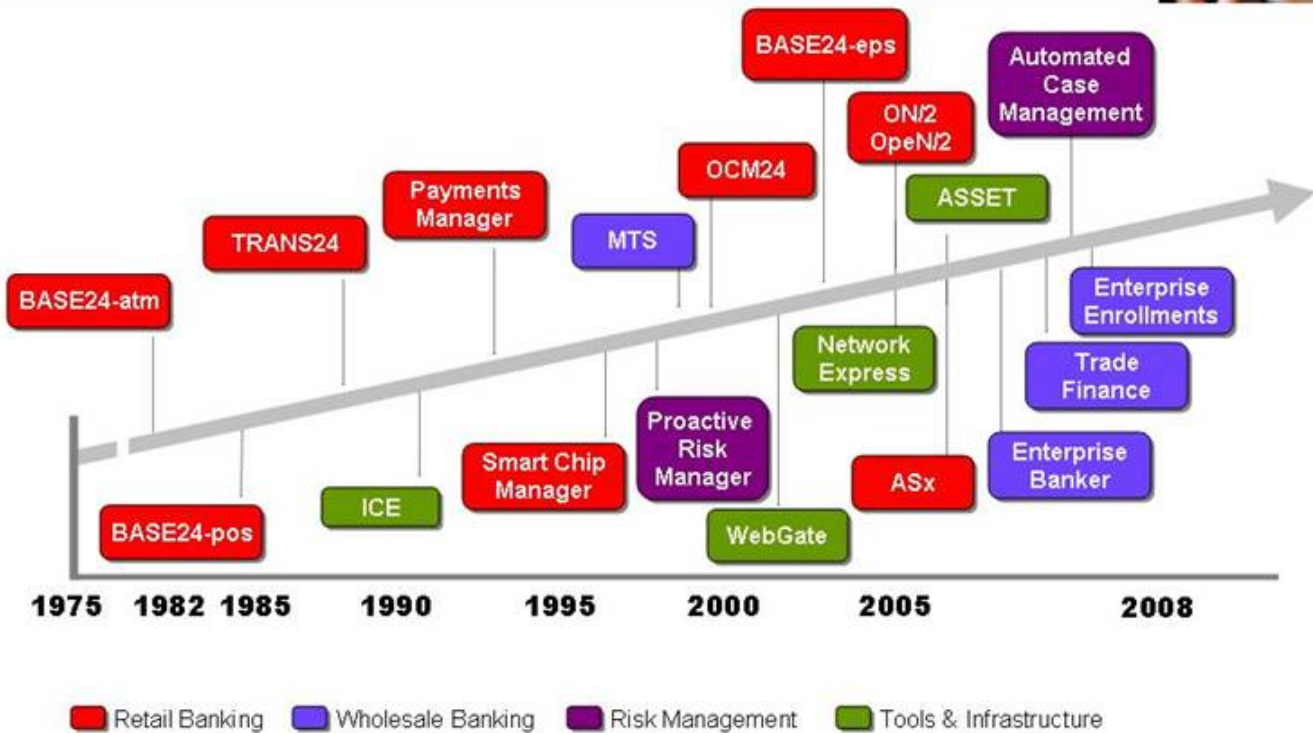 BASE24-eps
Automated
Case
Management
ON/2
OpeN/2
OCM24
Payments
Manager
ASSET
TRANS24
MTS
BASE24-atm
Enterprise
Enrollments
Network
Express
Trade
Finance
Proactive
Risk
Manager
Smart Chip
Manager
Enterprise
Banker
ASx
ICE
BASE24-pos
WebGate
1975 1982 1985 1990 1995 2000 2005 2008
Retail Banking Wholesale Banking Risk Management Tools & Infrastructure